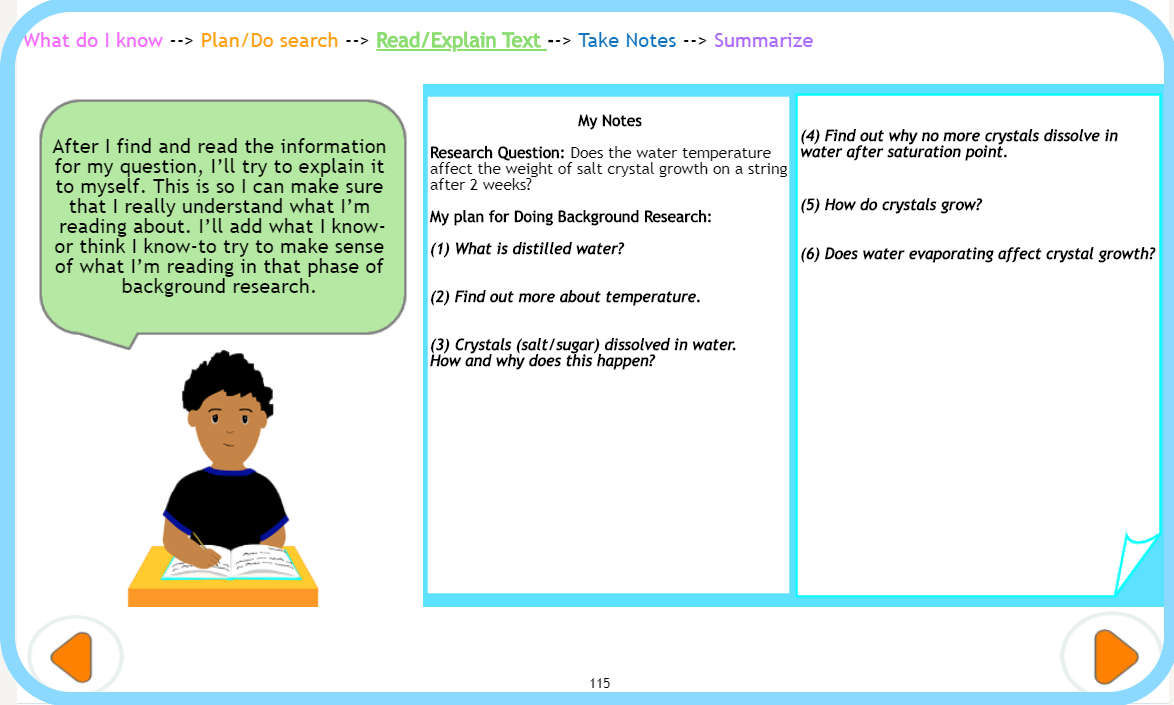 What do I know --> Plan/Do search --> Read/Explain Text --> Take Notes --> Summarize
After I find and read the information
for my question, I'll try to explain it
to myself. This is so I can make sure
that I really understand what I'm
reading about. I'll add what I know-
or think I know-to try to make sense
of what I'm reading in that phase of
background research.
My Notes
Research Question: Does the water temperature
affect the weight of salt crystal growth on a string
after 2 weeks?
My plan for Doing Background Research:
(1) What is distilled water?
(2) Find out more about temperature.
(3) Crystals (salt/sugar) dissolved in water.
How and why does this happen?
(4) Find out why no more crystals dissolve in
water after saturation point.
(5) How do crystals grow?
(6) Does water evaporating affect crystal growth?
115